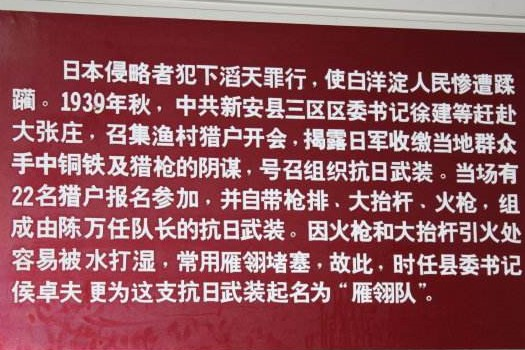 日本侵略者犯下滔天罪行，使白洋淀人民惨遭蹂
躏。1939年秋，中共新安县三区区委书记徐建等赶赴
大张庄，召集渔村猎户开会，揭露日军收缴当地群众
手中铜铁及猎枪的阴谋，号召组织抗日武装。当场有
22名猎户报名参加，并自带枪排、大抬杆、火枪，组
成由陈万任队长的抗日武装。因火枪和大抬杆引火处
容易被水打湿，常用雁翎堵塞，故此，时任县委书记
侯卓夫更为这支抗日武装起名为“雁翎队”。